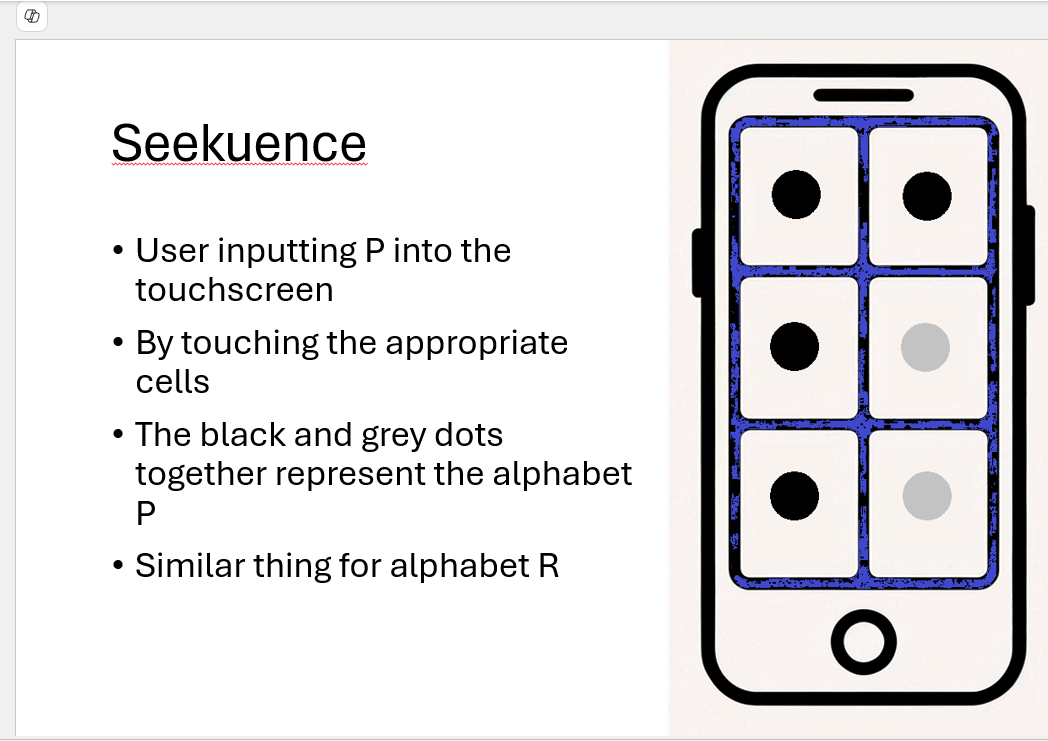 Seekuence
• User inputting P into the
touchscreen
• By touching the appropriate
cells
• The black and grey dots
together represent the alphabet
P
• Similar thing for alphabet R